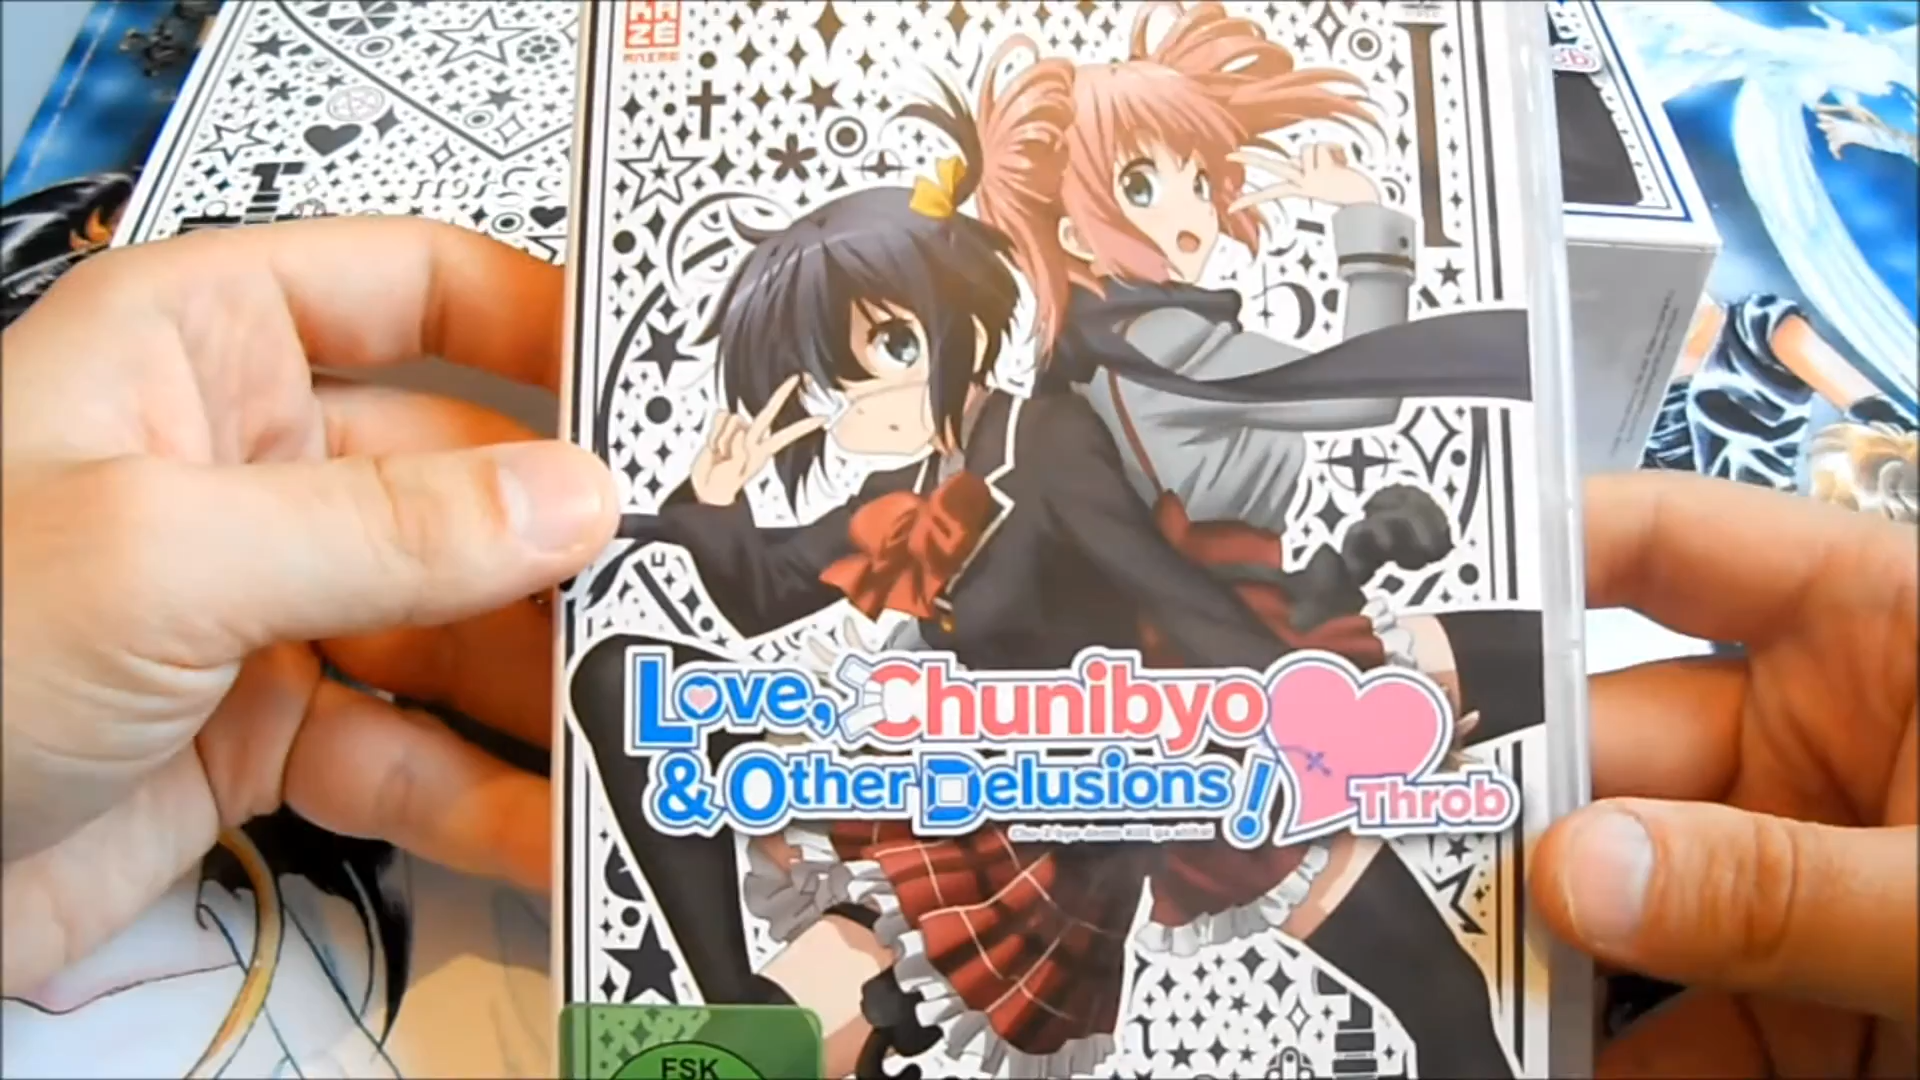 KAZÉ
ANIME
I
Love, Chunibyo
& Other Delusions!
Throb
FSK